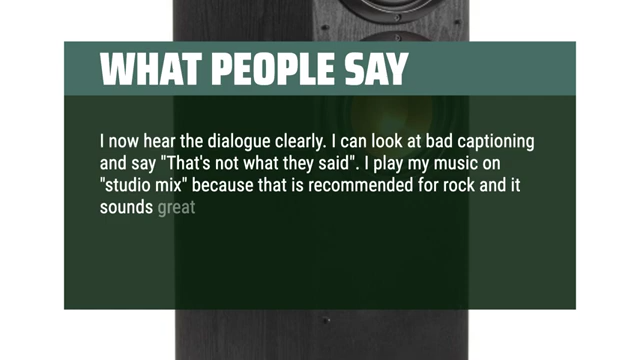 WHAT PEOPLE SAY
I now hear the dialogue clearly. I can look at bad captioning
and say "That's not what they said". I play my music on
"studio mix" because that is recommended for rock and it
sounds great